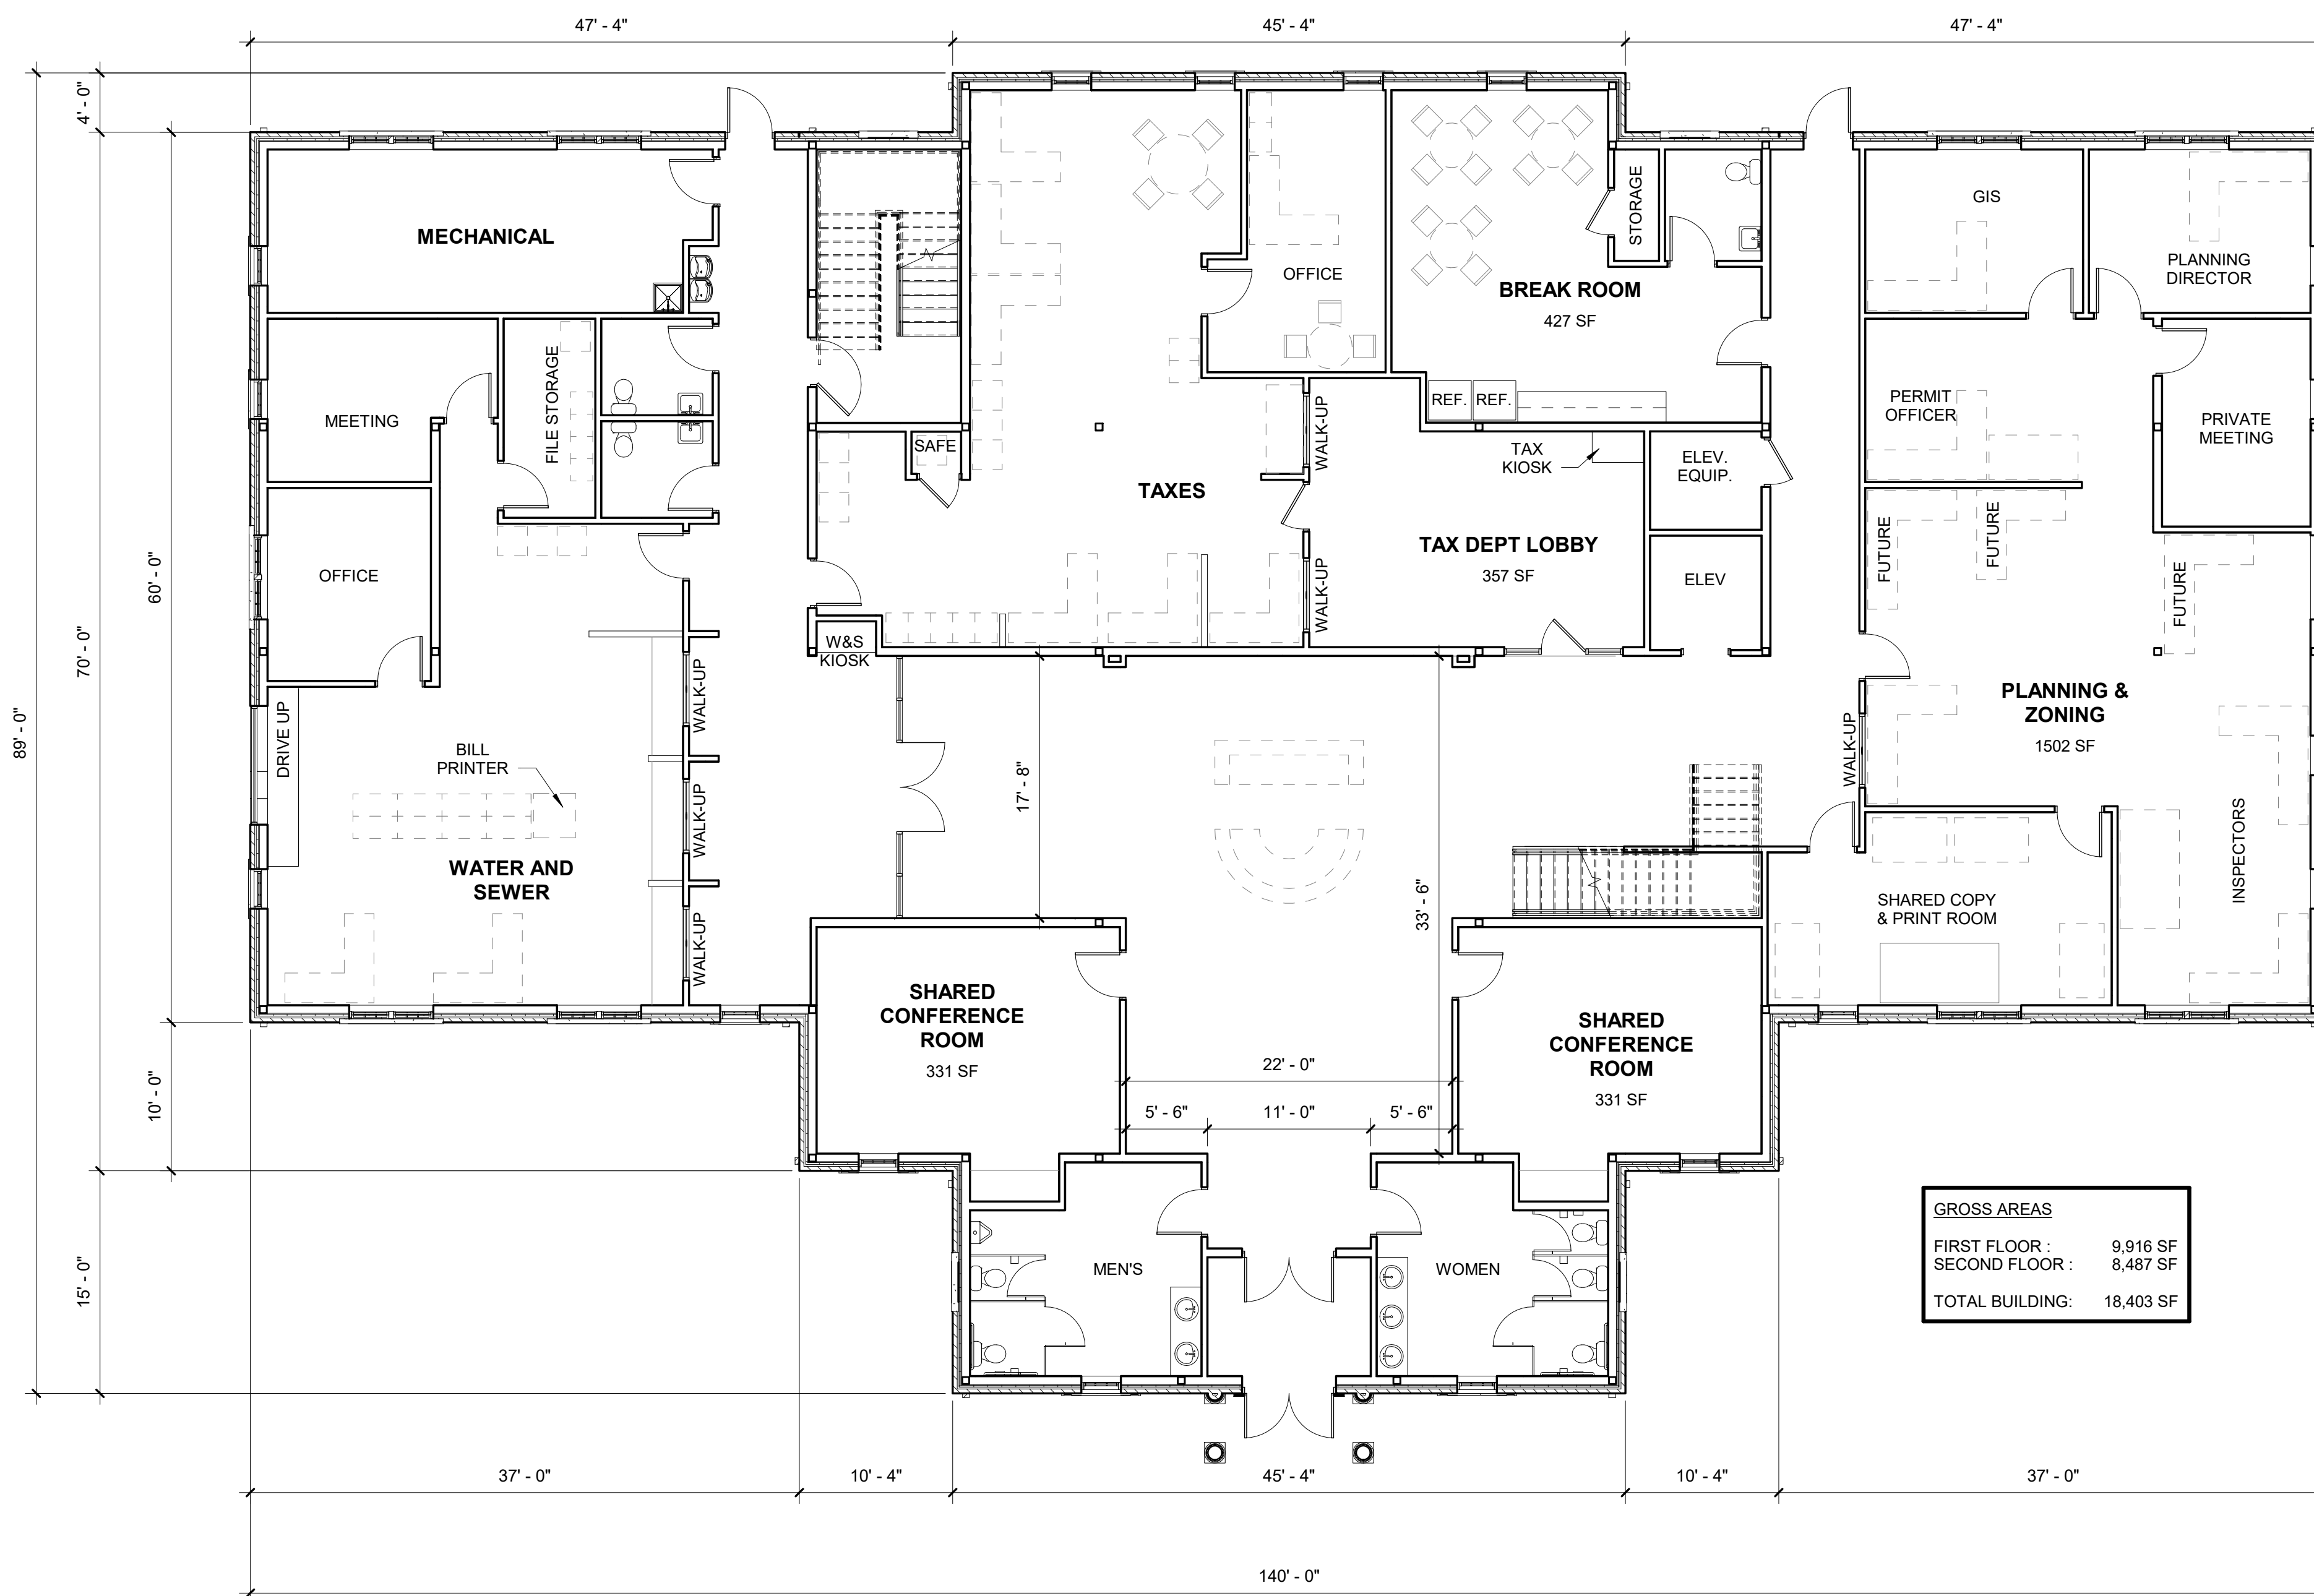 47' - 4"
45' - 4"
47' - 4"
4' - 0"
60' - 0"
70' - 0"
89' - 0"
10' - 0"
15' - 0"
MECHANICAL
MEETING
FILE STORAGE
OFFICE
DRIVE UP
BILL
PRINTER
WATER AND
SEWER
WALK-UP
WALK-UP
WALK-UP
W&S
KIOSK
SAFE
TAXES
OFFICE
WALK-UP
WALK-UP
BREAK ROOM
427 SF
STORAGE
REF.
REF.
TAX
KIOSK
TAX DEPT LOBBY
357 SF
ELEV.
EQUIP.
ELEV
GIS
PLANNING
DIRECTOR
PERMIT
OFFICER
PRIVATE
MEETING
FUTURE
FUTURE
FUTURE
PLANNING &
ZONING
1502 SF
WALK-UP
INSPECTORS
SHARED COPY
& PRINT ROOM
17' - 8"
33' - 6"
SHARED
CONFERENCE
ROOM
331 SF
SHARED
CONFERENCE
ROOM
331 SF
22' - 0"
5' - 6"
11' - 0"
5' - 6"
MEN'S
WOMEN
GROSS AREAS
FIRST FLOOR : 9,916 SF
SECOND FLOOR : 8,487 SF
TOTAL BUILDING: 18,403 SF
37' - 0"
10' - 4"
45' - 4"
10' - 4"
37' - 0"
140' - 0"